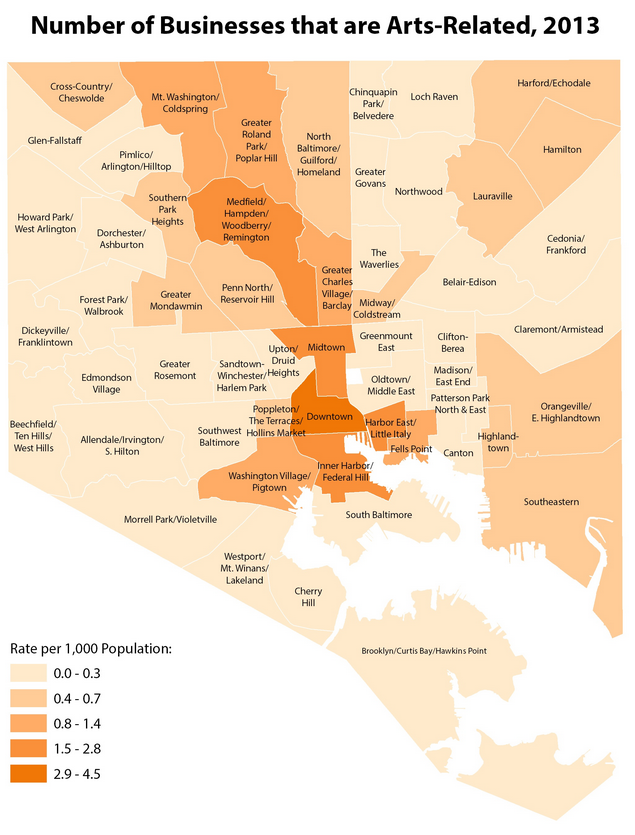 Number of Businesses that are Arts-Related, 2013
Cross-Country/
Cheswolde
Mt. Washington/
Coldspring
Greater
Roland
Park/
Poplar Hill
North
Baltimore/
Guilford/
Homeland
Chinquapin
Park/
Belvedere
Loch Raven
Harford/Echodale
Glen-Fallstaff
Pimlico/
Arlington/Hilltop
Hamilton
Greater
Govans
Northwood
Lauraville
Southern
Park
Heights
Medfield/
Hampden/
Woodberry/
Remington
Howard Park/
West Arlington
Dorchester/
Ashburton
Cedonia/
Frankford
The
Waverlies
Belair-Edison
Greater
Charles
Village/
Barclay
Midway/
Coldstream
Penn North/
Reservoir Hill
Greater
Mondawmin
Forest Park/
Walbrook
Dickeyville/
Franklintown
Claremont/Armistead
Midtown
Greenmount
East
Clifton-
Berea
Upton/
Druid
Heights
Sandtown-
Winchester/
Harlem Park
Greater
Rosemont
Edmondson
Village
Oldtown/
Middle East
Madison/
East End
Patterson Park
North & East
Orangeville/
E. Highlandtown
Poppleton/
The Terraces/
Hollins Market
Downtown
Harbor East/
Little Italy
Fells Point
Canton
Highland-
town
Beechfield/
Ten Hills/
West Hills
Allendale/Irvington/
S. Hilton
Southwest
Baltimore
Washington Village/
Pigtown
Inner Harbor/
Federal Hill
Southeastern
South Baltimore
Morrell Park/Violetville
Westport/
Mt. Winans/
Lakeland
Cherry
Hill
Brooklyn/Curtis Bay/Hawkins Point
Rate per 1,000 Population:
0.0 - 0.3
0.4 - 0.7
0.8 - 1.4
1.5 - 2.8
2.9 - 4.5